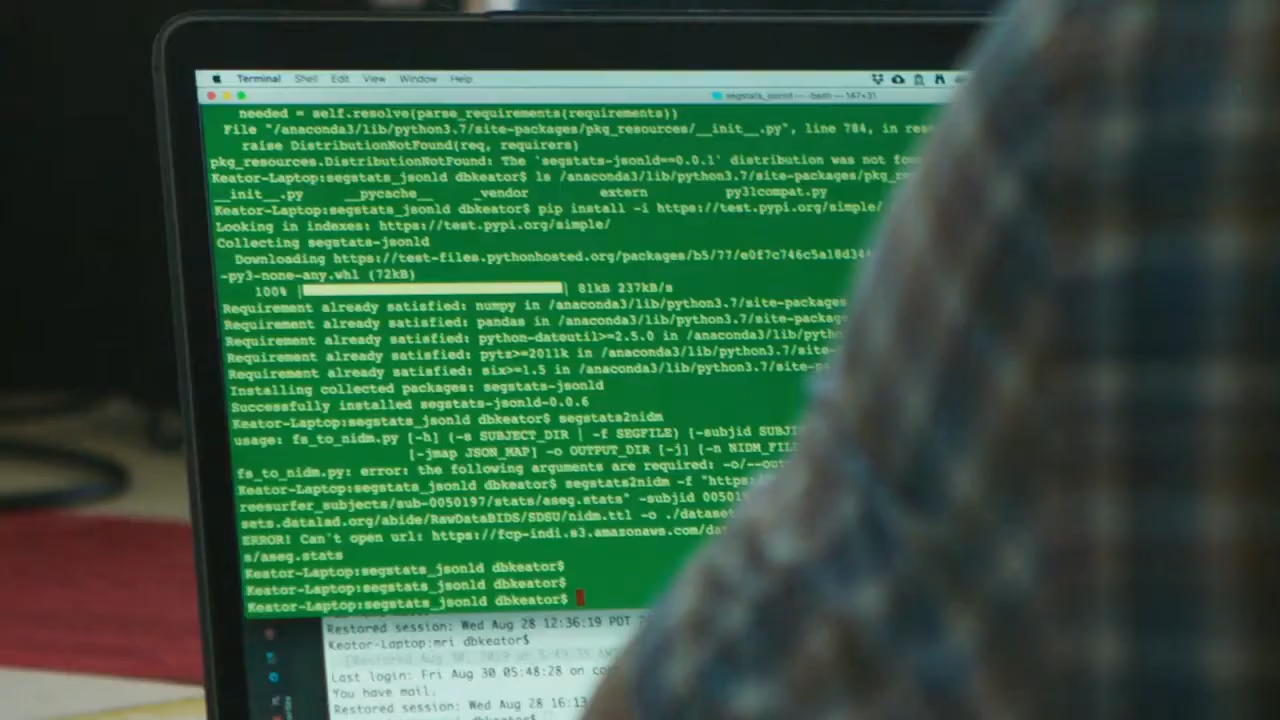 Terminal Shell Edit View Window Help
segstats_jsonld — -bash — 167×31
needed = self.resolve(parse_requirements(requirements))
File "/anaconda3/lib/python3.7/site-packages/pkg_resources/__init__.py", line 784, in
raise DistributionNotFound(req, requirers)
pkg_resources.DistributionNotFound: The 'segstats-jsonld==0.0.1' distribution was not
Keator-Laptop:segstats_jsonld dbkeator$ ls /anaconda3/lib/python3.7/site-packages/pkg_
__init__.py __pycache__ _vendor extern py31compat.py
Keator-Laptop:segstats_jsonld dbkeator$ pip install -i https://test.pypi.org/simple/
Looking in indexes: https://test.pypi.org/simple/
Collecting segstats-jsonld
Downloading https://test-files.pythonhosted.org/packages/b5/77/e0f7c746c5a18d34
-py3-none-any.whl (72kB)
100% | | 81kB 237kB/s
Requirement already satisfied: numpy in /anaconda3/lib/python3.7/site-packages
Requirement already satisfied: pandas in /anaconda3/lib/python3.7/site-packages
Requirement already satisfied: python-dateutil>=2.5.0 in /anaconda3/lib/pyth
Requirement already satisfied: pytz>=2011k in /anaconda3/lib/python3.7/site-
Requirement already satisfied: six>=1.5 in /anaconda3/lib/python3.7/site-p
Installing collected packages: segstats-jsonld
Successfully installed segstats-jsonld-0.0.6
Keator-Laptop:segstats_jsonld dbkeator$ segstats2nidm
usage: fs_to_nidm.py [-h] (-s SUBJECT_DIR | -f SEGFILE) [-subjid SUBJ
[-jmap JSON_MAP] -o OUTPUT_DIR [-j] [-n NIDM_FIL
fs_to_nidm.py: error: the following arguments are required: -o/--out
Keator-Laptop:segstats_jsonld dbkeator$ segstats2nidm -f "https:
reesurfer_subjects/sub-0050197/stats/aseg.stats" -subjid 00501
sets.datalad.org/abide/RawDataBIDS/SDSU/nidm.ttl -o ./dataset
ERROR! Can't open url: https://fcp-indi.s3.amazonaws.com/da
s/aseg.stats
Keator-Laptop:segstats_jsonld dbkeator$
Keator-Laptop:segstats_jsonld dbkeator$
Keator-Laptop:segstats_jsonld dbkeator$
Restored session: Wed Aug 28 12:36:19 PDT
Keator-Laptop:mri dbkeator$
Last login: Fri Aug 30 05:48:28 on
You have mail.
Restored session: Wed Aug 28 16:13